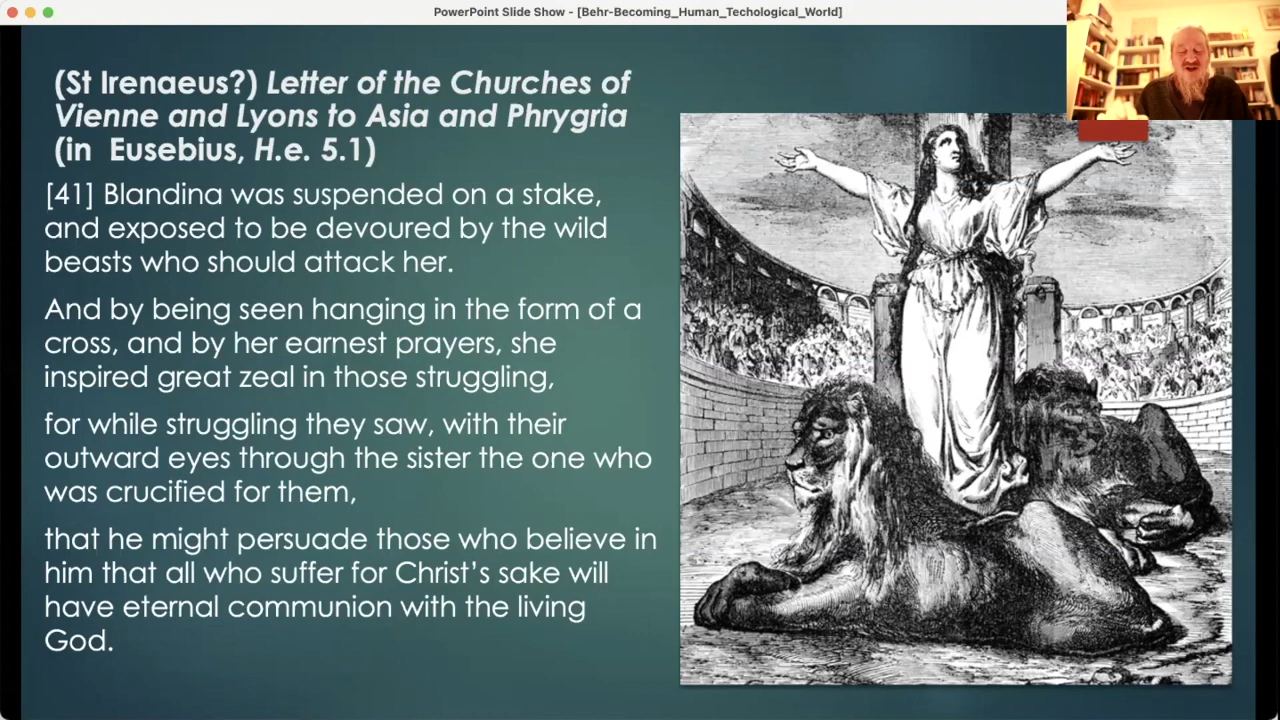 PowerPoint Slide Show - [Behr-Becoming_Human_Techological_World]
(St Irenaeus?) Letter of the Churches of
Vienne and Lyons to Asia and Phrygria
(in Eusebius, H.e. 5.1)
[41] Blandina was suspended on a stake,
and exposed to be devoured by the wild
beasts who should attack her.
And by being seen hanging in the form of a
cross, and by her earnest prayers, she
inspired great zeal in those struggling,
for while struggling they saw, with their
outward eyes through the sister the one who
was crucified for them,
that he might persuade those who believe in
him that all who suffer for Christ’s sake will
have eternal communion with the living
God.